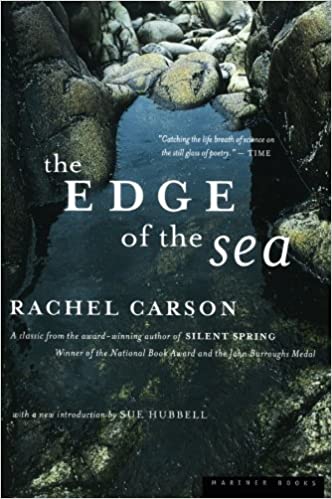 "Catching the life breath of science on
the still glass of poetry." — TIME
the
EDGE
of the sea
RACHEL CARSON
A classic from the award-winning author of SILENT SPRING
Winner of the National Book Award and the John Burroughs Medal
with a new introduction by SUE HUBBELL
MARINER BOOKS